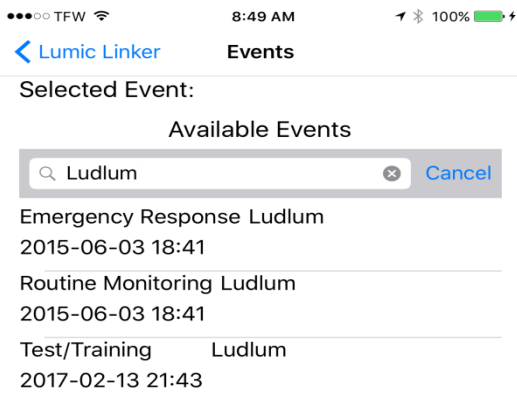 TFW 8:49 AM 100%
Lumic Linker Events
Selected Event:
Available Events
Ludlum Cancel
Emergency Response Ludlum
2015-06-03 18:41
Routine Monitoring Ludlum
2015-06-03 18:41
Test/Training Ludlum
2017-02-13 21:43